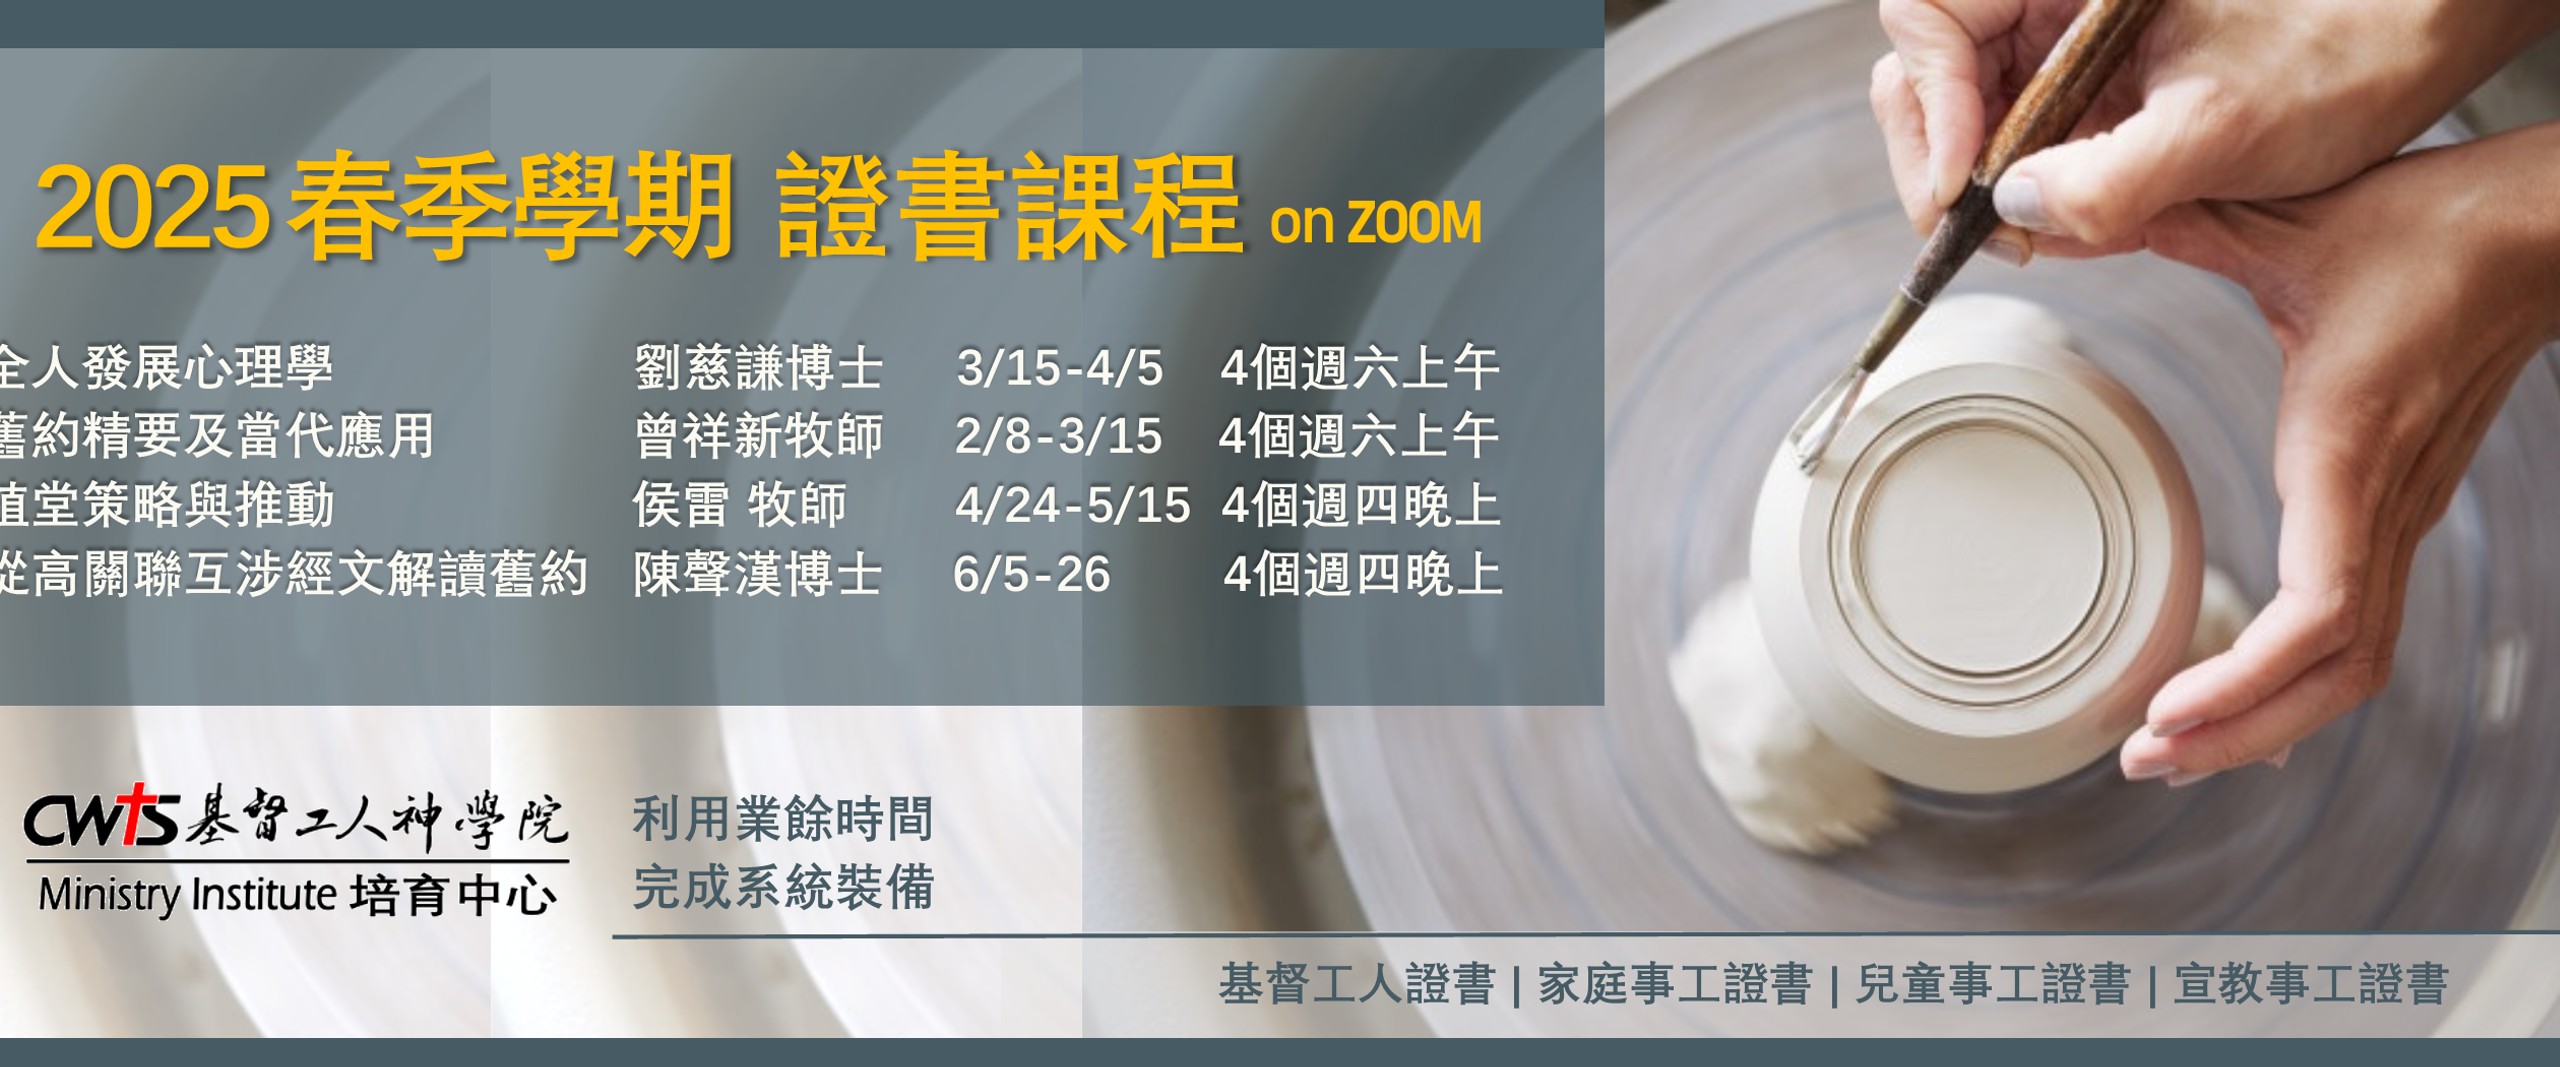 2025春季學期 證書課程 on ZOOM
全人發展心理學 劉慈謙博士 3/15-4/5 4個週六上午
舊約精要及當代應用 曾祥新牧師 2/8-3/15 4個週六上午
植堂策略與推動 侯雷 牧師 4/24-5/15 4個週四晚上
從高關聯互涉經文解讀舊約 陳聲漢博士 6/5-26 4個週四晚上
CWTS 基督工人神學院
Ministry Institute 培育中心
利用業餘時間
完成系統裝備
基督工人證書 | 家庭事工證書 | 兒童事工證書 | 宣教事工證書